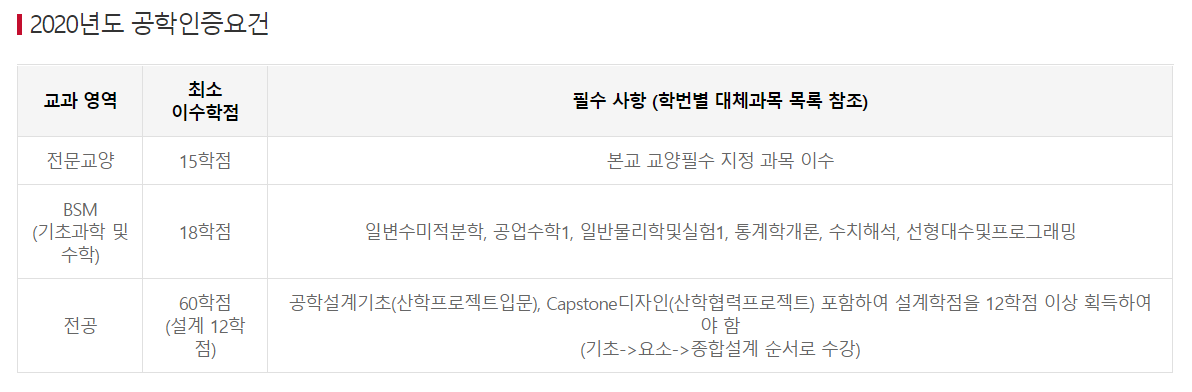 2020년도 공학인증요건
교과 영역
최소
이수학점
필수 사항 (학번별 대체과목 목록 참조)
전문교양
15학점
본교 교양필수 지정 과목 이수
BSM
(기초과학 및
수학)
18학점
일변수미적분학, 공업수학1, 일반물리학및실험1, 통계학개론, 수치해석, 선형대수및프로그래밍
전공
60학점
(설계 12학
점)
공학설계기초(산학프로젝트입문), Capstone디자인(산학협력프로젝트) 포함하여 설계학점을 12학점 이상 획득하여
야 함
(기초->요소->종합설계 순서로 수강)